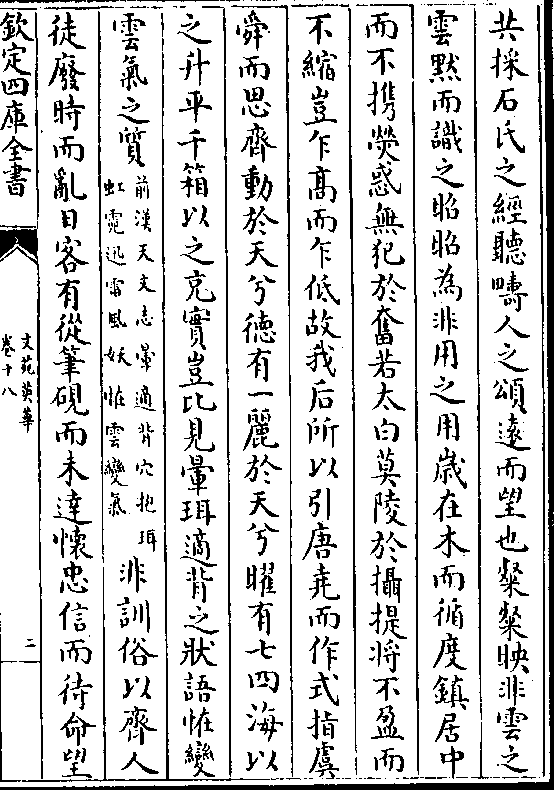 共採石氏之經聽疇人之頌遠而望也粲粲映非雲之
雲黙而識之昭昭為非用之用歲在木而循度鎮居中
而不携熒惑無犯於奮若太白莫陵於攝提将不盈而
不縮豈乍髙而乍低故我后所以引唐堯而作式指虞
舜而思齊動於天兮德有一麗於天兮曜有七四海以
之升平千箱以之充實豈比見暈珥適背之狀語怪變
雲氣之質
前漢天文志暈適背穴抱珥
虹霓迅雷風妖怪雲變氣
非訓俗以齊人
徒廢時而亂日客有從筆硯而未達懷忠信而待命望
欽定四庫全書
文苑英華
卷十八
二